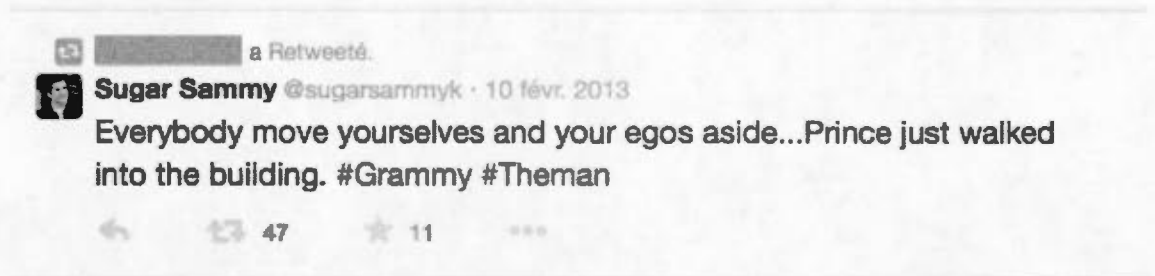 a Retweeté.
Sugar Sammy @sugarsammyk · 10 févr. 2013
Everybody move yourselves and your egos aside...Prince just walked
into the building. #Grammy #Theman
47 11